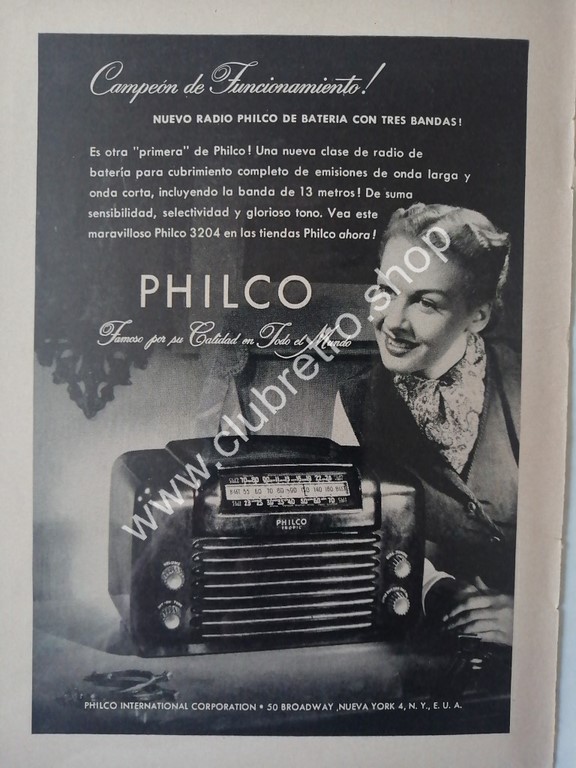 Campeón de Funcionamiento!
NUEVO RADIO PHILCO DE BATERIA CON TRES BANDAS!
Es otra "primera" de Philco! Una nueva clase de radio de
batería para cubrimiento completo de emisiones de onda larga y
onda corta, incluyendo la banda de 13 metros! De suma
sensibilidad, selectividad y glorioso tono. Vea este
maravilloso Philco 3204 en las tiendas Philco ahora!
PHILCO
Famoso por su Calidad en Todo el Mundo
www.clubretro.shop
PHILCO
TROPIC
PHILCO INTERNATIONAL CORPORATION * 50 BROADWAY, NUEVA YORK 4, N. Y., E. U. A.